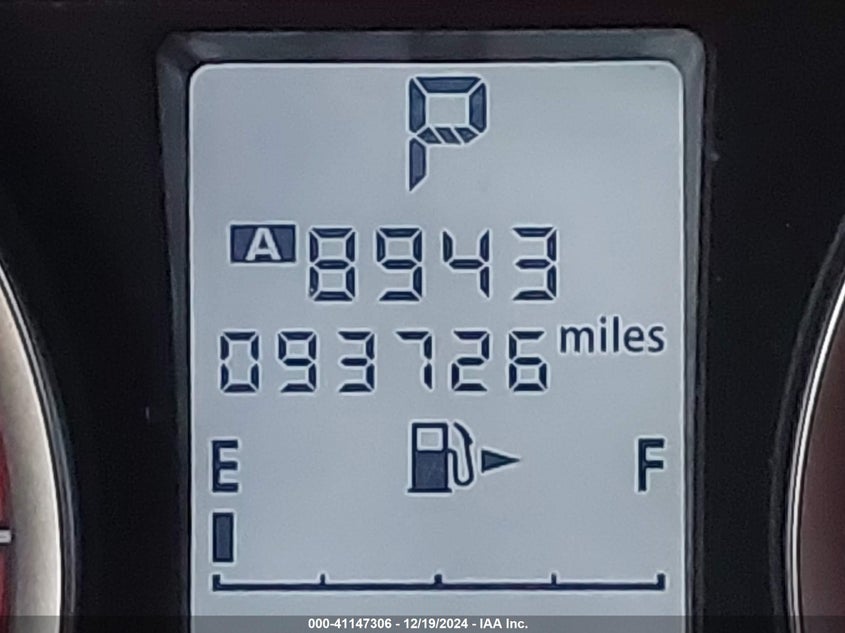 P
A 8943
093726 miles
E F
000-41147306 - 12/19/2024 - IAA Inc.